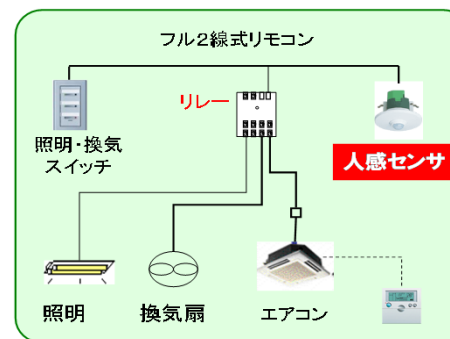 フル2線式リモコン
リレー
照明・換気
スイッチ
人感センサ
照明
換気扇
エアコン